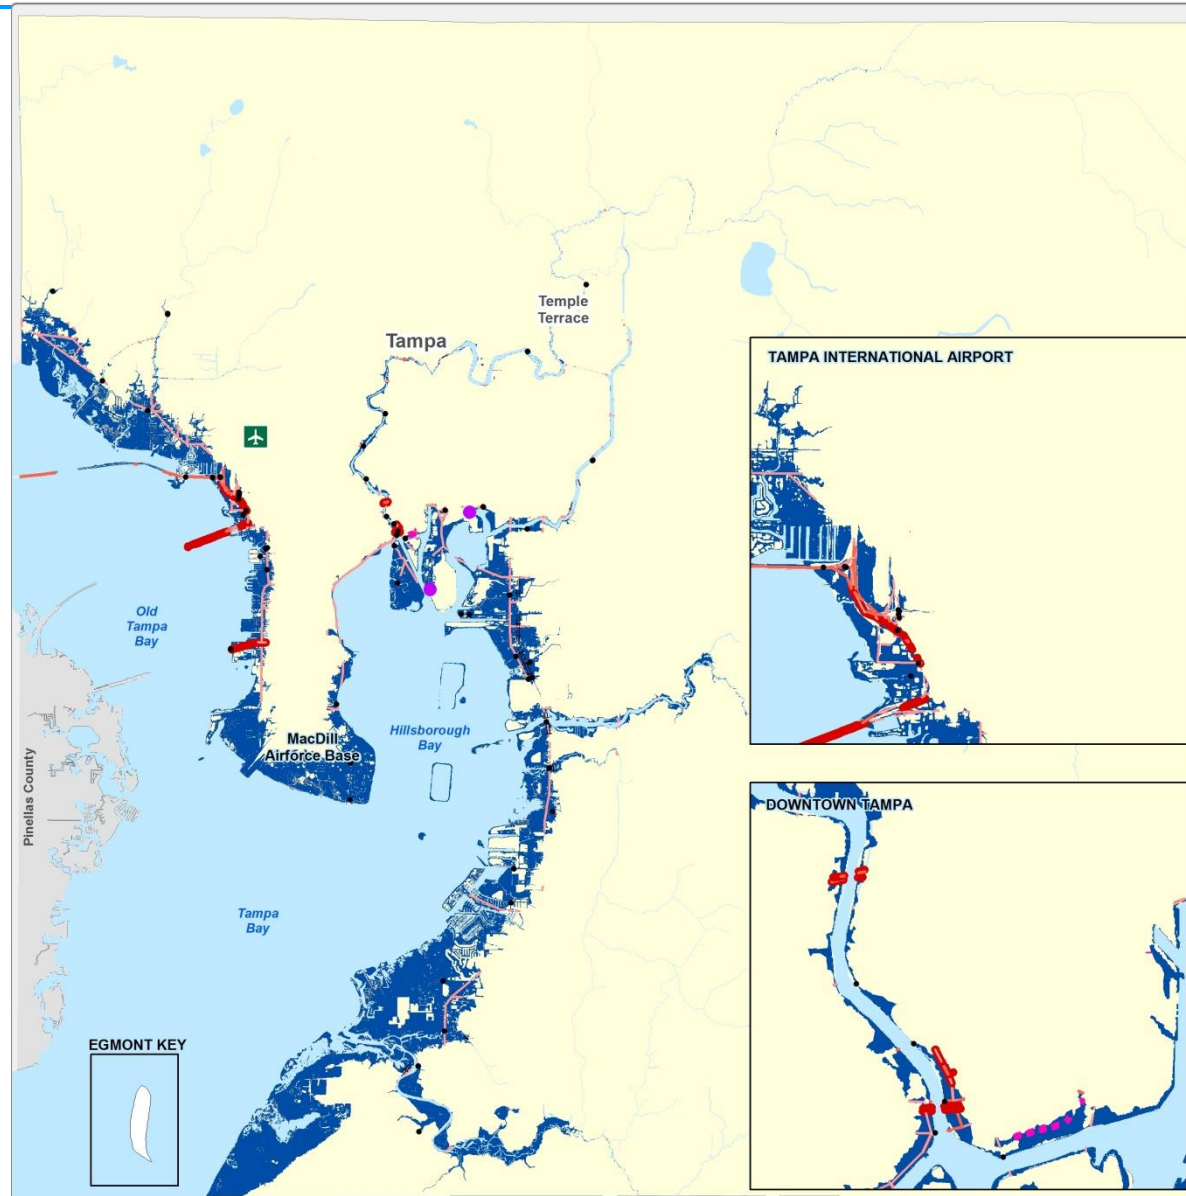 Temple
Terrace
Tampa
TAMPA INTERNATIONAL AIRPORT
Old
Tampa
Bay
MacDill
Airforce Base
Hillsborough
Bay
Pinellas County
DOWNTOWN TAMPA
Tampa
Bay
EGMONT KEY